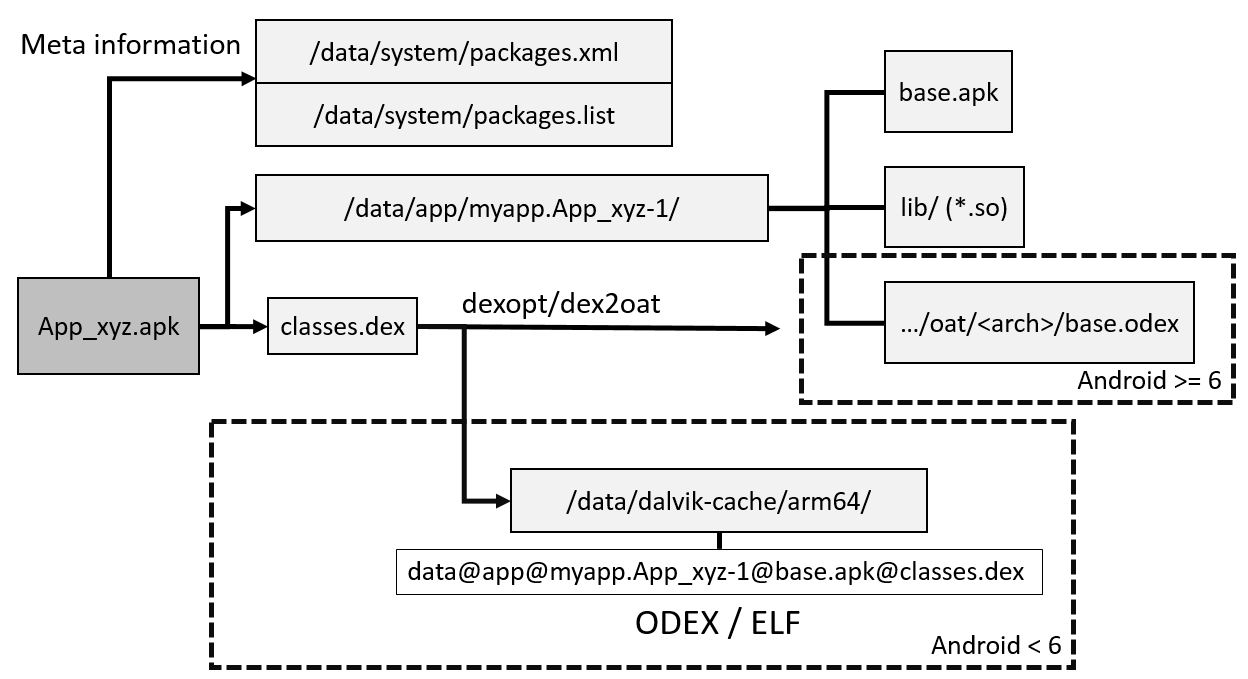 Meta information
/data/system/packages.xml
/data/system/packages.list
base.apk
/data/app/myapp.App_xyz-1/
lib/ (*.so)
App_xyz.apk
classes.dex
dexopt/dex2oat
.../oat/<arch>/base.odex
Android >= 6
/data/dalvik-cache/arm64/
data@app@myapp.App_xyz-1@base.apk@classes.dex
ODEX / ELF
Android < 6